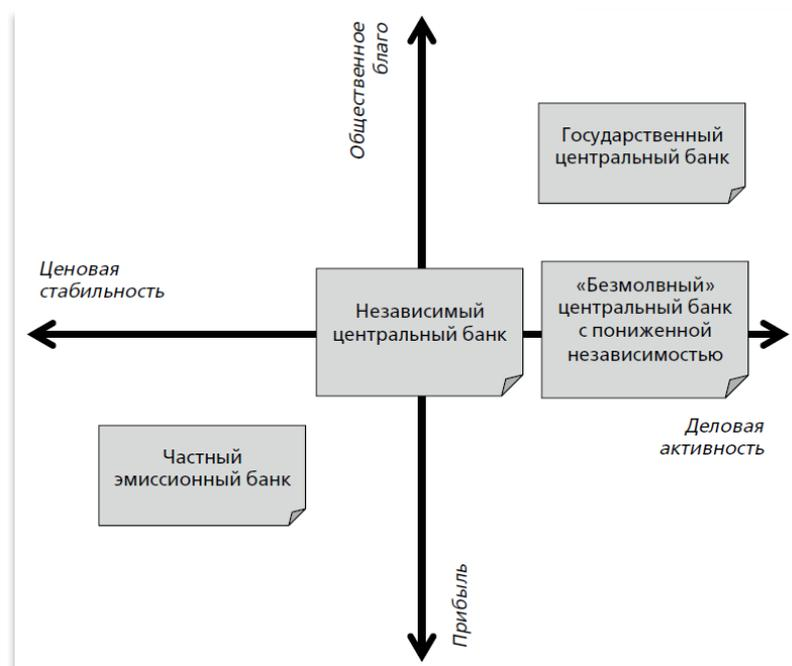 Общественное
благо
Государственный
центральный банк
Ценовая
стабильность
Независимый
центральный банк
«Безмолвный»
центральный банк
с пониженной
независимостью
Деловая
активность
Частный
эмиссионный банк
Прибыль